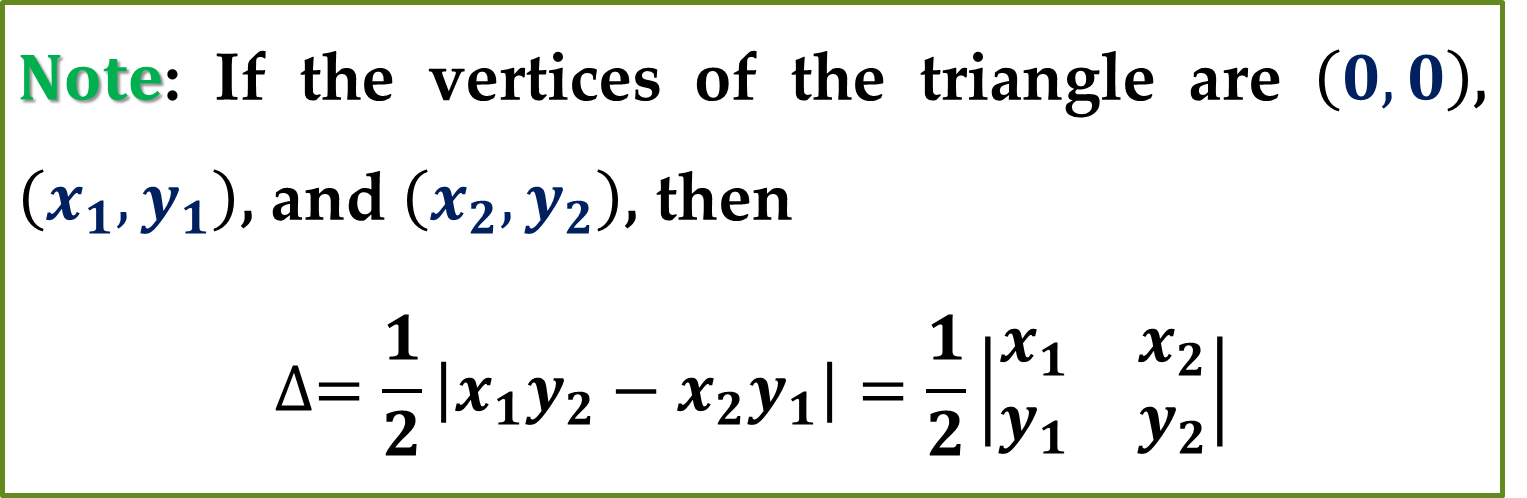 Note: If the vertices of the triangle are (0, 0),
(x₁, y₁), and (x₂, y₂), then
Δ= 1/2 |x₁y₂ − x₂y₁| = 1/2 |x₁ x₂|
|y₁ y₂|